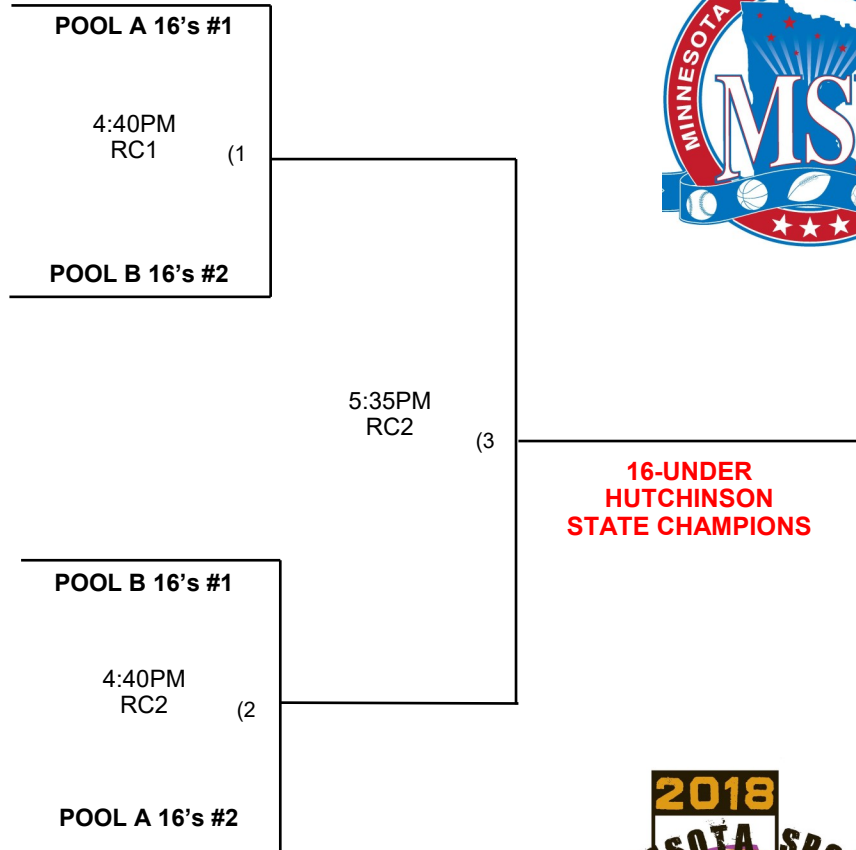 POOL A 16’s #1
4:40PM
RC1
(1
POOL B 16’s #2
MINNESOTA
MS
5:35PM
RC2
(3
16-UNDER
HUTCHINSON
STATE CHAMPIONS
POOL B 16’s #1
4:40PM
RC2
(2
POOL A 16’s #2
2018